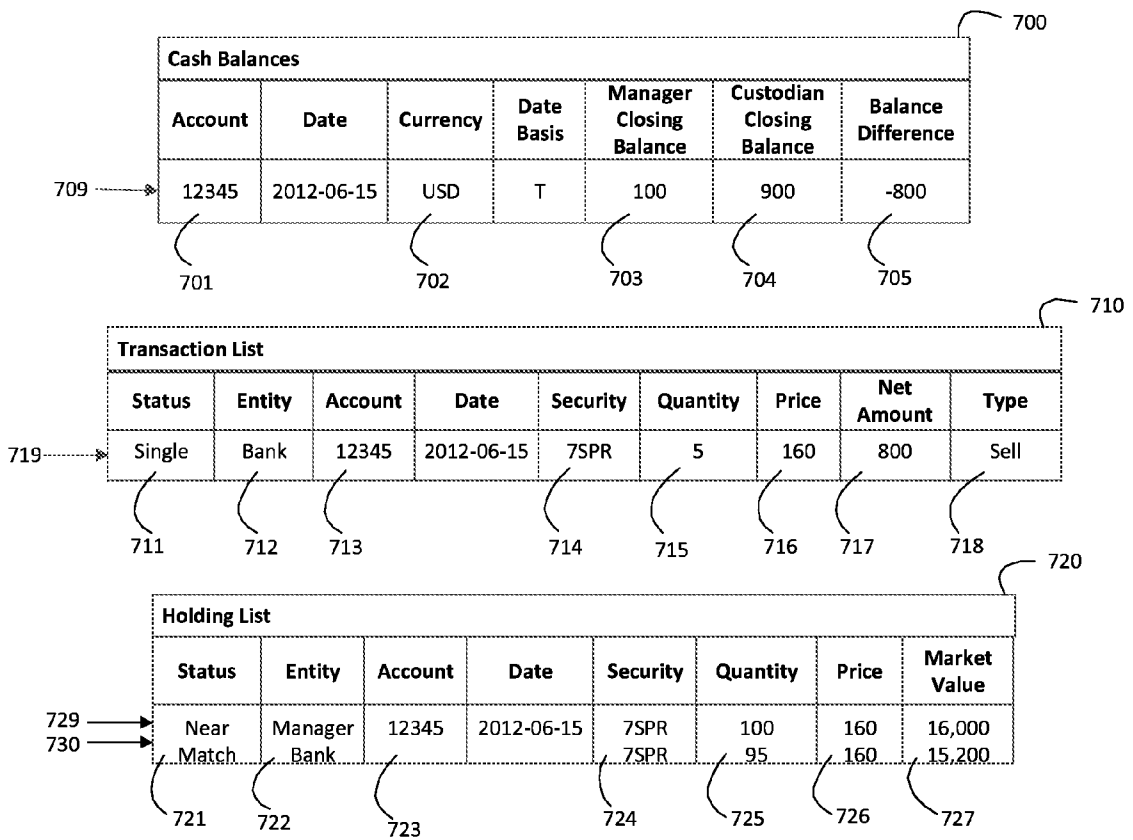 700
Cash Balances
Account Date Currency Date Basis Manager Closing Balance Custodian Closing Balance Balance Difference
709 12345 2012-06-15 USD T 100 900 -800
701 702 703 704 705
710
Transaction List
Status Entity Account Date Security Quantity Price Net Amount Type
719 Single Bank 12345 2012-06-15 7SPR 5 160 800 Sell
711 712 713 714 715 716 717 718
720
Holding List
Status Entity Account Date Security Quantity Price Market Value
729 Near Manager 12345 2012-06-15 7SPR 100 160 16,000
730 Match Bank 7SPR 95 160 15,200
721 722 723 724 725 726 727